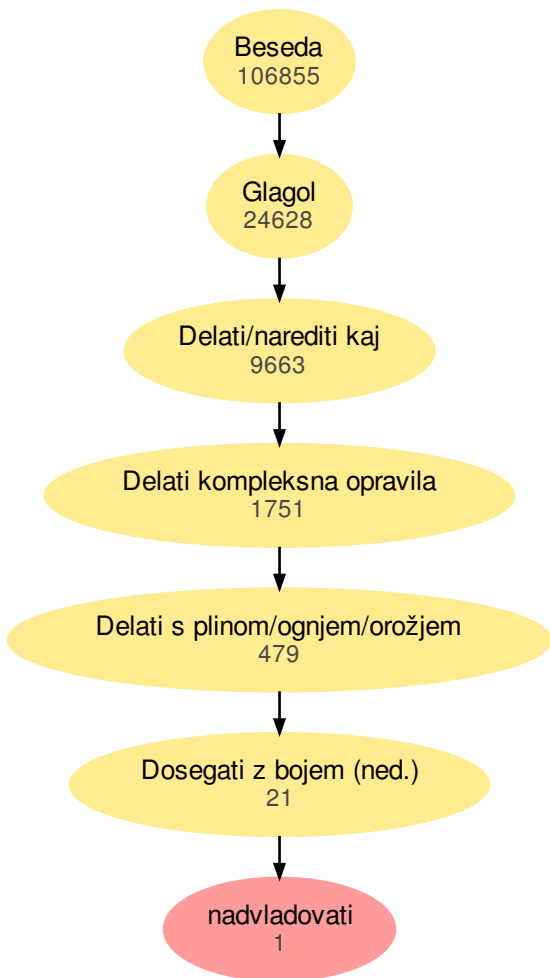 Beseda
106855
Glagol
24628
Delati/narediti kaj
9663
Delati kompleksna opravila
1751
Delati s plinom/ognjem/orožjem
479
Dosegati z bojem (ned.)
21
nadvladovati
1